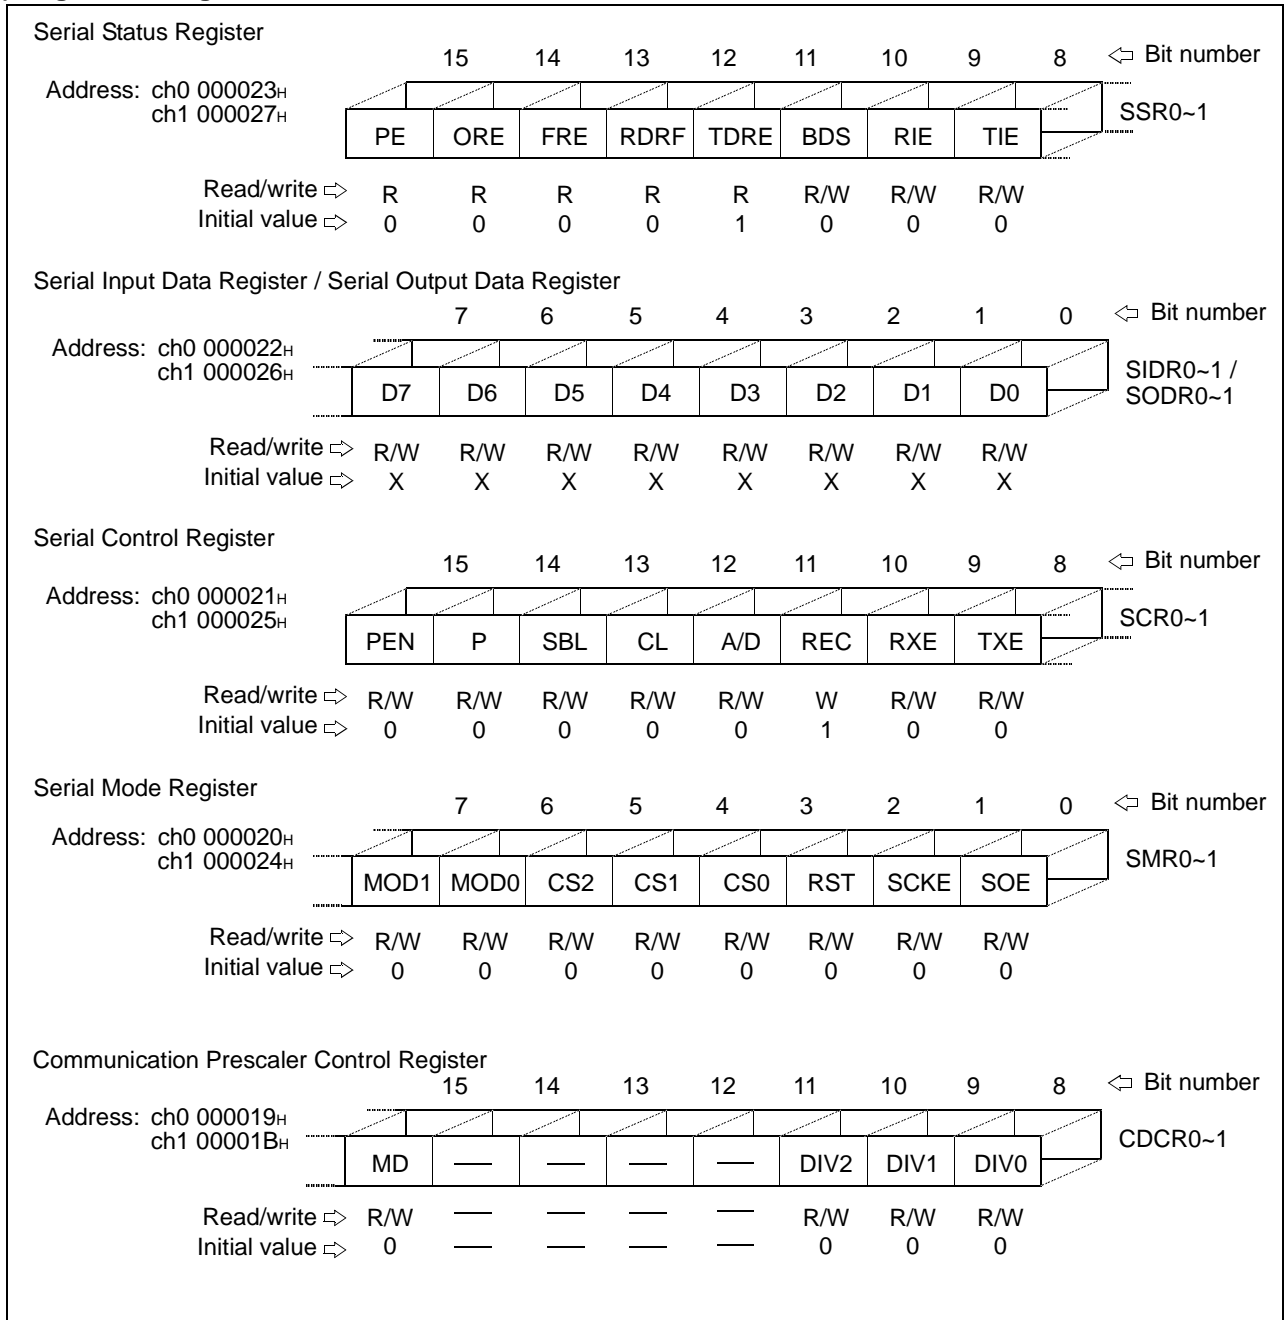 Serial Status Register
15 14 13 12 11 10 9 8 ⇦ Bit number
Address: ch0 000023H
ch1 000027H
SSR0~1
PE ORE FRE RDRF TDRE BDS RIE TIE
Read/write ⇨ R R R R R R/W R/W R/W
Initial value ⇨ 0 0 0 0 1 0 0 0
Serial Input Data Register / Serial Output Data Register
7 6 5 4 3 2 1 0 ⇦ Bit number
Address: ch0 000022H
ch1 000026H
SIDR0~1 /
SODR0~1
D7 D6 D5 D4 D3 D2 D1 D0
Read/write ⇨ R/W R/W R/W R/W R/W R/W R/W R/W
Initial value ⇨ X X X X X X X X
Serial Control Register
15 14 13 12 11 10 9 8 ⇦ Bit number
Address: ch0 000021H
ch1 000025H
SCR0~1
PEN P SBL CL A/D REC RXE TXE
Read/write ⇨ R/W R/W R/W R/W R/W W R/W R/W
Initial value ⇨ 0 0 0 0 0 1 0 0
Serial Mode Register
7 6 5 4 3 2 1 0 ⇦ Bit number
Address: ch0 000020H
ch1 000024H
SMR0~1
MOD1 MOD0 CS2 CS1 CS0 RST SCKE SOE
Read/write ⇨ R/W R/W R/W R/W R/W R/W R/W R/W
Initial value ⇨ 0 0 0 0 0 0 0 0
Communication Prescaler Control Register
15 14 13 12 11 10 9 8 ⇦ Bit number
Address: ch0 000019H
ch1 00001BH
CDCR0~1
MD — — — — DIV2 DIV1 DIV0
Read/write ⇨ R/W — — — — R/W R/W R/W
Initial value ⇨ 0 — — — — 0 0 0